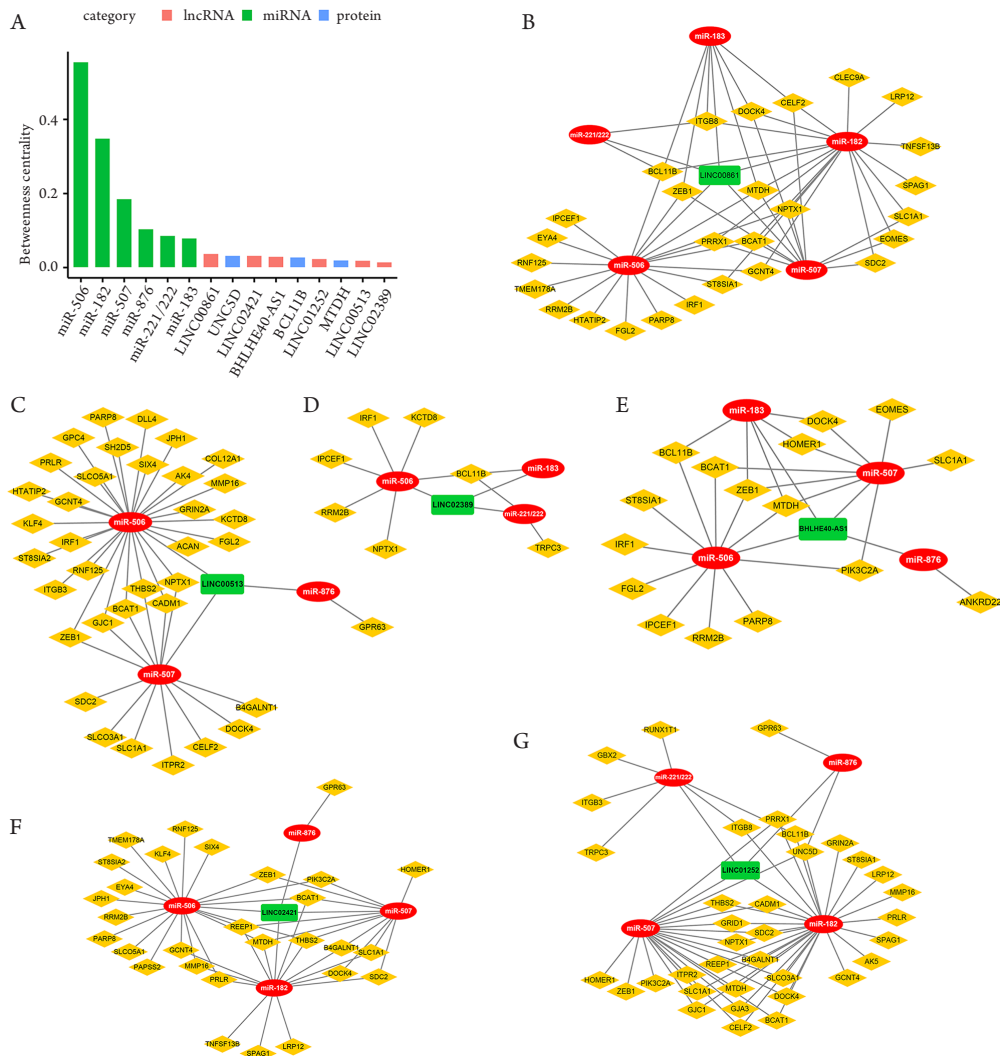 A
category lncRNA miRNA protein
Betweenness centrality
0.4
0.2
0.0
miR-506
miR-182
miR-507
miR-876
miR-221/222
miR-183
LINC00861
UNC5D
LINC02421
BHLHE40-AS1
BCL11B
LINC01252
MTDH
LINC00513
LINC02389
B
miR-183
CLEC9A
LRP12
DOCK4
CELF2
ITGB8
miR-221/222
miR-182
TNFSF13B
BCL11B
LINC00861
SPAG1
ZEB1
MTDH
NPTX1
SLC1A1
IPCEF1
EYA4
PRRX1
BCAT1
EOMES
RNF125
miR-506
GCNT4
miR-507
SDC2
TMEM178A
ST8SIA1
RRM2B
IRF1
HTATIP2
PARP8
FGL2
C
PARP8
DLL4
GPC4
SH2D5
JPH1
PRLR
SLCO5A1
SIX4
COL12A1
HTATIP2
GCNT4
AK4
MMP16
GRIN2A
KLF4
miR-506
KCTD8
IRF1
ACAN
FGL2
ST8SIA2
RNF125
NPTX1
LINC00513
ITGB3
THBS2
CADM1
miR-876
BCAT1
GJC1
ZEB1
GPR63
miR-507
SDC2
B4GALNT1
SLCO3A1
DOCK4
SLC1A1
CELF2
ITPR2
D
IRF1
KCTD8
IPCEF1
BCL11B
miR-183
miR-506
LINC02389
RRM2B
miR-221/222
NPTX1
TRPC3
E
miR-183
EOMES
DOCK4
BCL11B
HOMER1
BCAT1
miR-507
SLC1A1
ZEB1
ST8SIA1
MTDH
BHLHE40-AS1
IRF1
miR-506
miR-876
PIK3C2A
FGL2
ANKRD22
IPCEF1
PARP8
RRM2B
F
GPR63
RNF125
miR-876
TMEM178A
SIX4
KLF4
ST8SIA2
ZEB1
PIK3C2A
HOMER1
EYA4
BCAT1
JPH1
miR-506
LINC02421
miR-507
RRM2B
REEP1
PARP8
MTDH
THBS2
SLCO5A1
GCNT4
B4GALNT1
SLC1A1
PAPSS2
MMP16
DOCK4
SDC2
PRLR
miR-182
TNFSF13B
LRP12
SPAG1
G
RUNX1T1
GPR63
GBX2
miR-876
miR-221/222
ITGB3
PRRX1
ITGB8
BCL11B
TRPC3
UNC5D
GRIN2A
LINC01252
ST8SIA1
LRP12
MMP16
THBS2
CADM1
GRID1
SDC2
miR-182
PRLR
miR-507
NPTX1
SPAG1
REEP1
B4GALNT1
AK5
HOMER1
PIK3C2A
ITPR2
SLCO3A1
GCNT4
ZEB1
SLC1A1
MTDH
DOCK4
GJC1
GJA3
BCAT1
CELF2